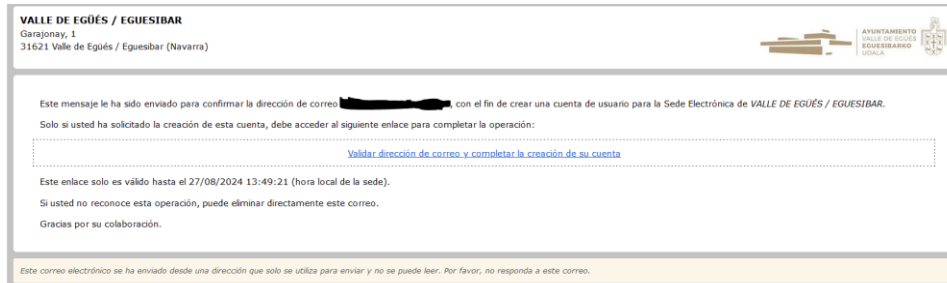 VALLE DE EGÜÉS / EGUESIBAR
Garajonay, 1
31621 Valle de Egüés / Eguesibar (Navarra)
AYUNTAMIENTO
VALLE DE EGÜÉS
EGUESIBARKO
UDALA
Este mensaje le ha sido enviado para confirmar la dirección de correo , con el fin de crear una cuenta de usuario para la Sede Electrónica de VALLE DE EGÜÉS / EGUESIBAR.
Solo si usted ha solicitado la creación de esta cuenta, debe acceder al siguiente enlace para completar la operación:
Validar dirección de correo y completar la creación de su cuenta
Este enlace solo es válido hasta el 27/08/2024 13:49:21 (hora local de la sede).
Si usted no reconoce esta operación, puede eliminar directamente este correo.
Gracias por su colaboración.
Este correo electrónico se ha enviado desde una dirección que solo se utiliza para enviar y no se puede leer. Por favor, no responda a este correo.